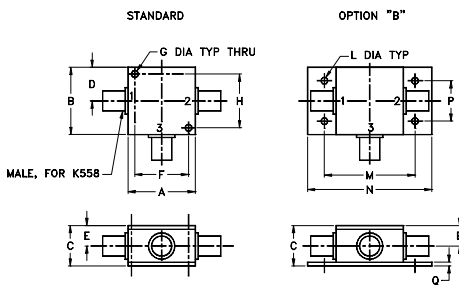 STANDARD
OPTION "B"
G DIA TYP THRU
L DIA TYP
D
B
1
2
3
H
1
2
3
P
MALE, FOR K558
F
A
M
N
E
C
C
E
Q